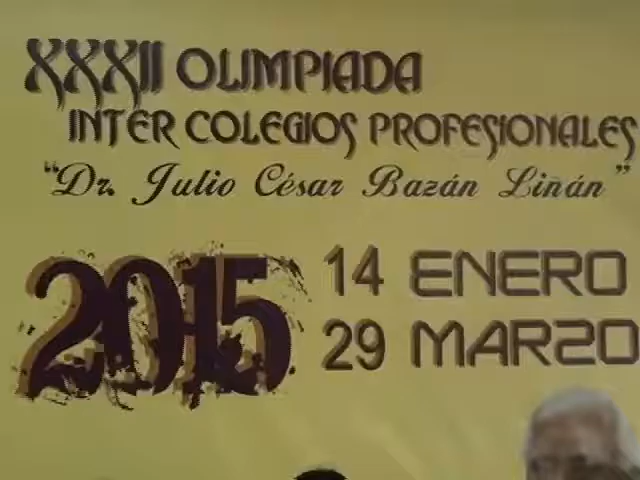 XXXII OLIMPIADA
INTER COLEGIOS PROFESIONALES
"Dr. Julio César Bazán Liñán"
2015
14 ENERO
29 MARZO